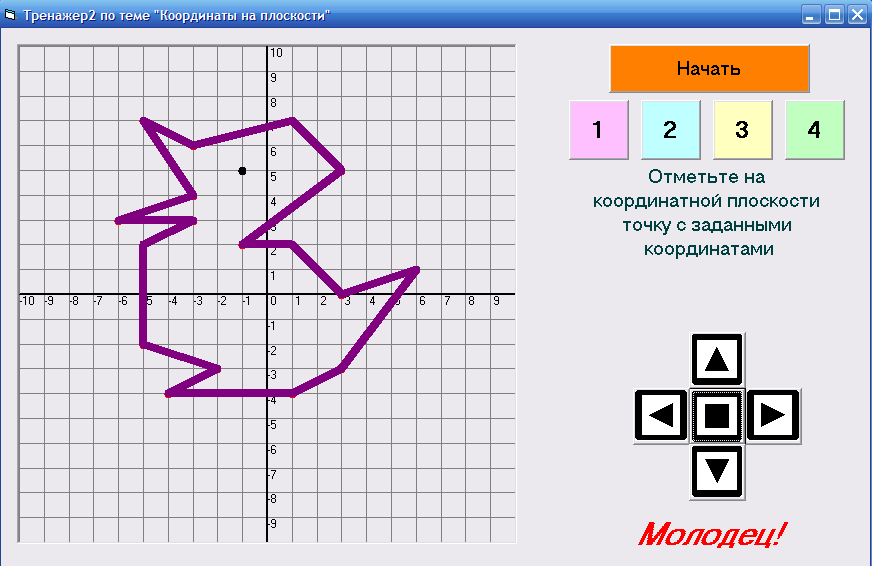 Тренажер2 по теме "Координаты на плоскости"
10
9
8
6
5
4
3
2
1
-10 -9 -8 -7 -6 -5 -4 -3 -2 -1 0 1 2 3 4 5 6 7 8 9
-1
-2
-3
-4
-5
-6
-7
-8
-9
Начать
1 2 3 4
Отметьте на
координатной плоскости
точку с заданными
координатами
Молодец!